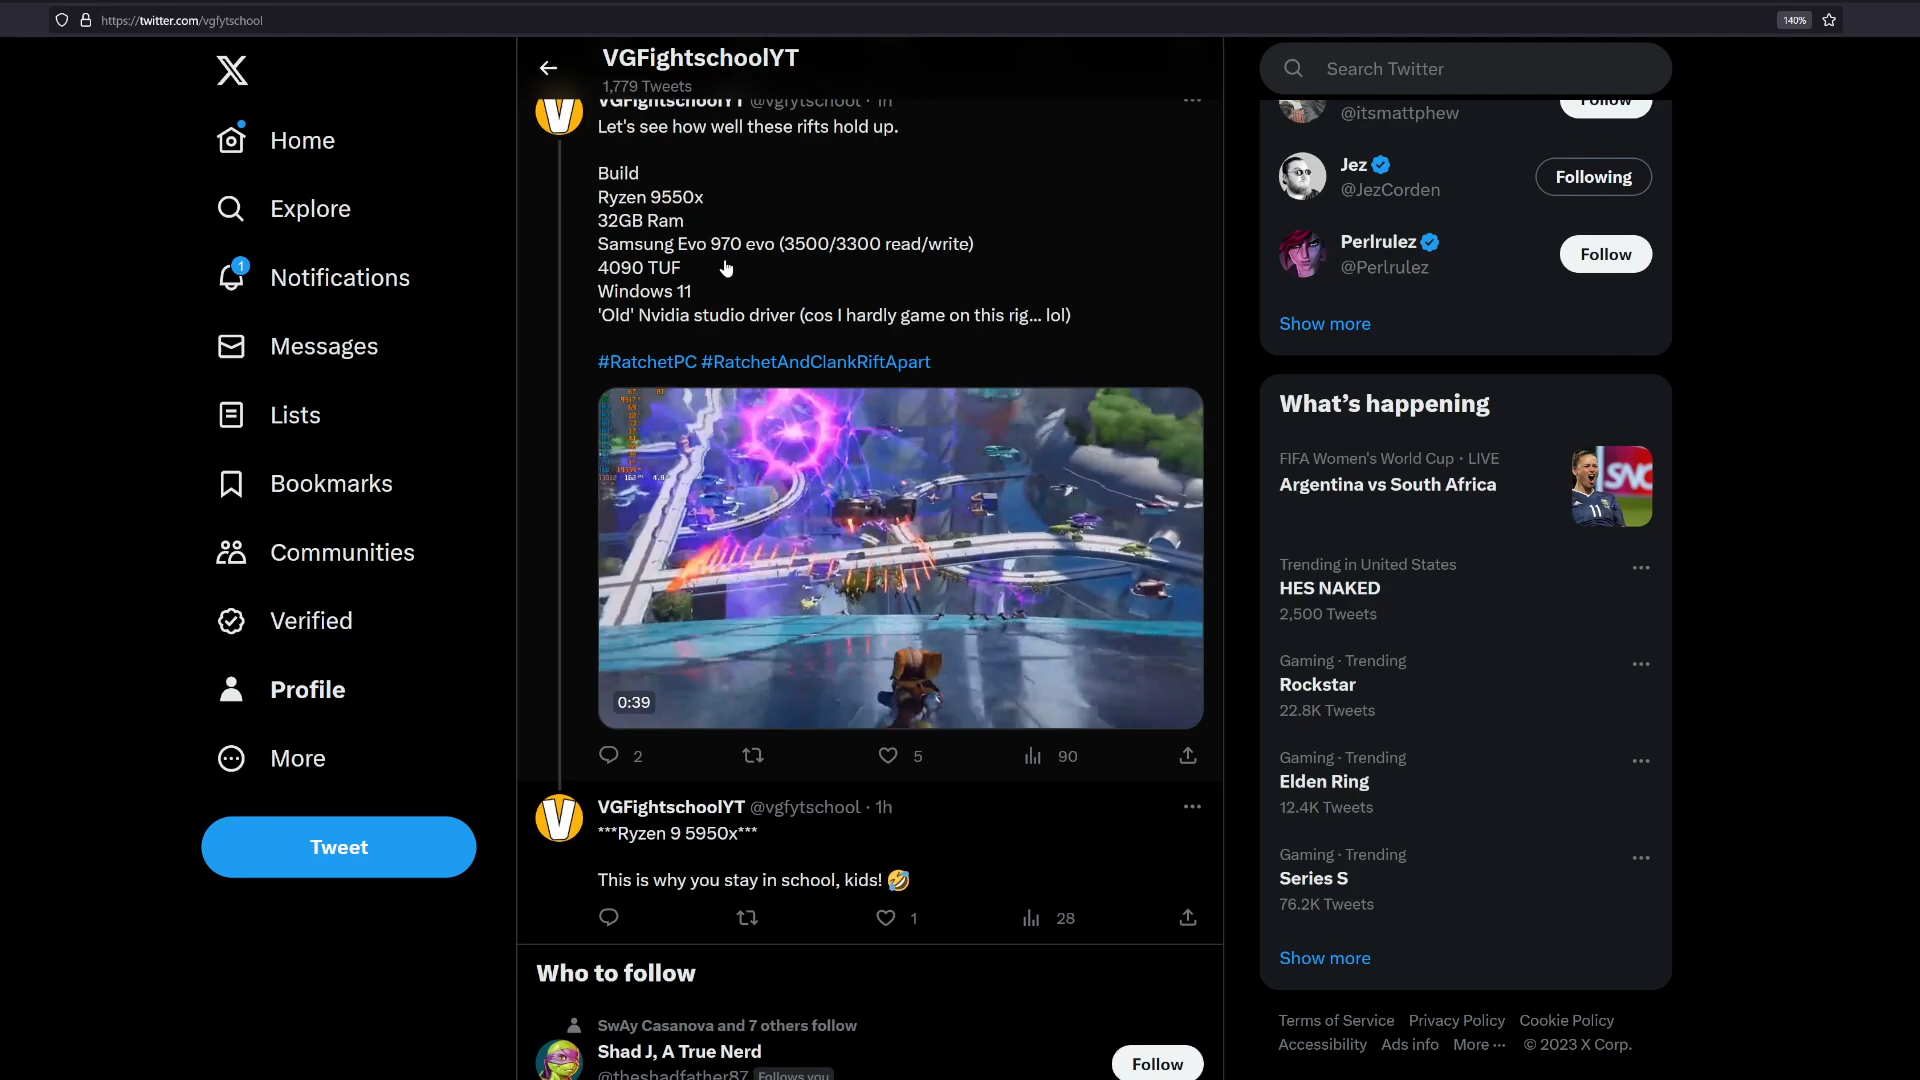 https://twitter.com/vgfytschool
140%
Home
Explore
1
Notifications
Messages
Lists
Bookmarks
Communities
Verified
Profile
More
Tweet
VGFightschoolYT
1,779 Tweets
VGFightschoolYT @vgfytschool · 1h
Let's see how well these rifts hold up.
Build
Ryzen 9550x
32GB Ram
Samsung Evo 970 evo (3500/3300 read/write)
4090 TUF
Windows 11
'Old' Nvidia studio driver (cos I hardly game on this rig... lol)
#RatchetPC #RatchetAndClankRiftApart
0:39
2
5
90
V
VGFightschoolYT @vgfytschool · 1h
***Ryzen 9 5950x***
This is why you stay in school, kids! 🤣
1
28
Who to follow
SwAy Casanova and 7 others follow
Shad J, A True Nerd
@theshadfather87 Follows you
Follow
Search Twitter
@itsmattphew
Follow
Jez
@JezCorden
Following
Perlrulez
@Perlrulez
Follow
Show more
What's happening
FIFA Women's World Cup · LIVE
Argentina vs South Africa
11
Trending in United States
HES NAKED
2,500 Tweets
Gaming · Trending
Rockstar
22.8K Tweets
Gaming · Trending
Elden Ring
12.4K Tweets
Gaming · Trending
Series S
76.2K Tweets
Show more
Terms of Service Privacy Policy Cookie Policy
Accessibility Ads info More ··· © 2023 X Corp.